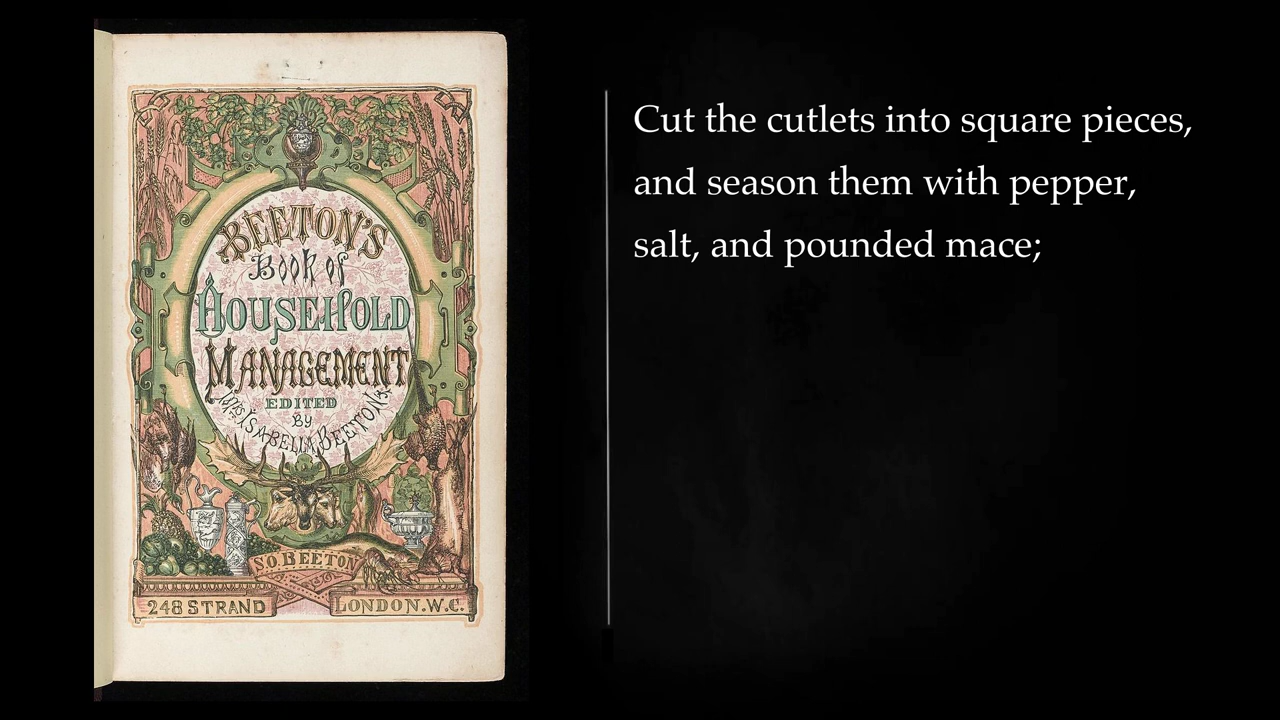 BEETON'S
Book of
HOUSEHOLD
MANAGEMENT
EDITED
BY
MRS ISABELLA BEETON
S.O. BEETON
248 STRAND
LONDON. W.C.
Cut the cutlets into square pieces,
and season them with pepper,
salt, and pounded mace;